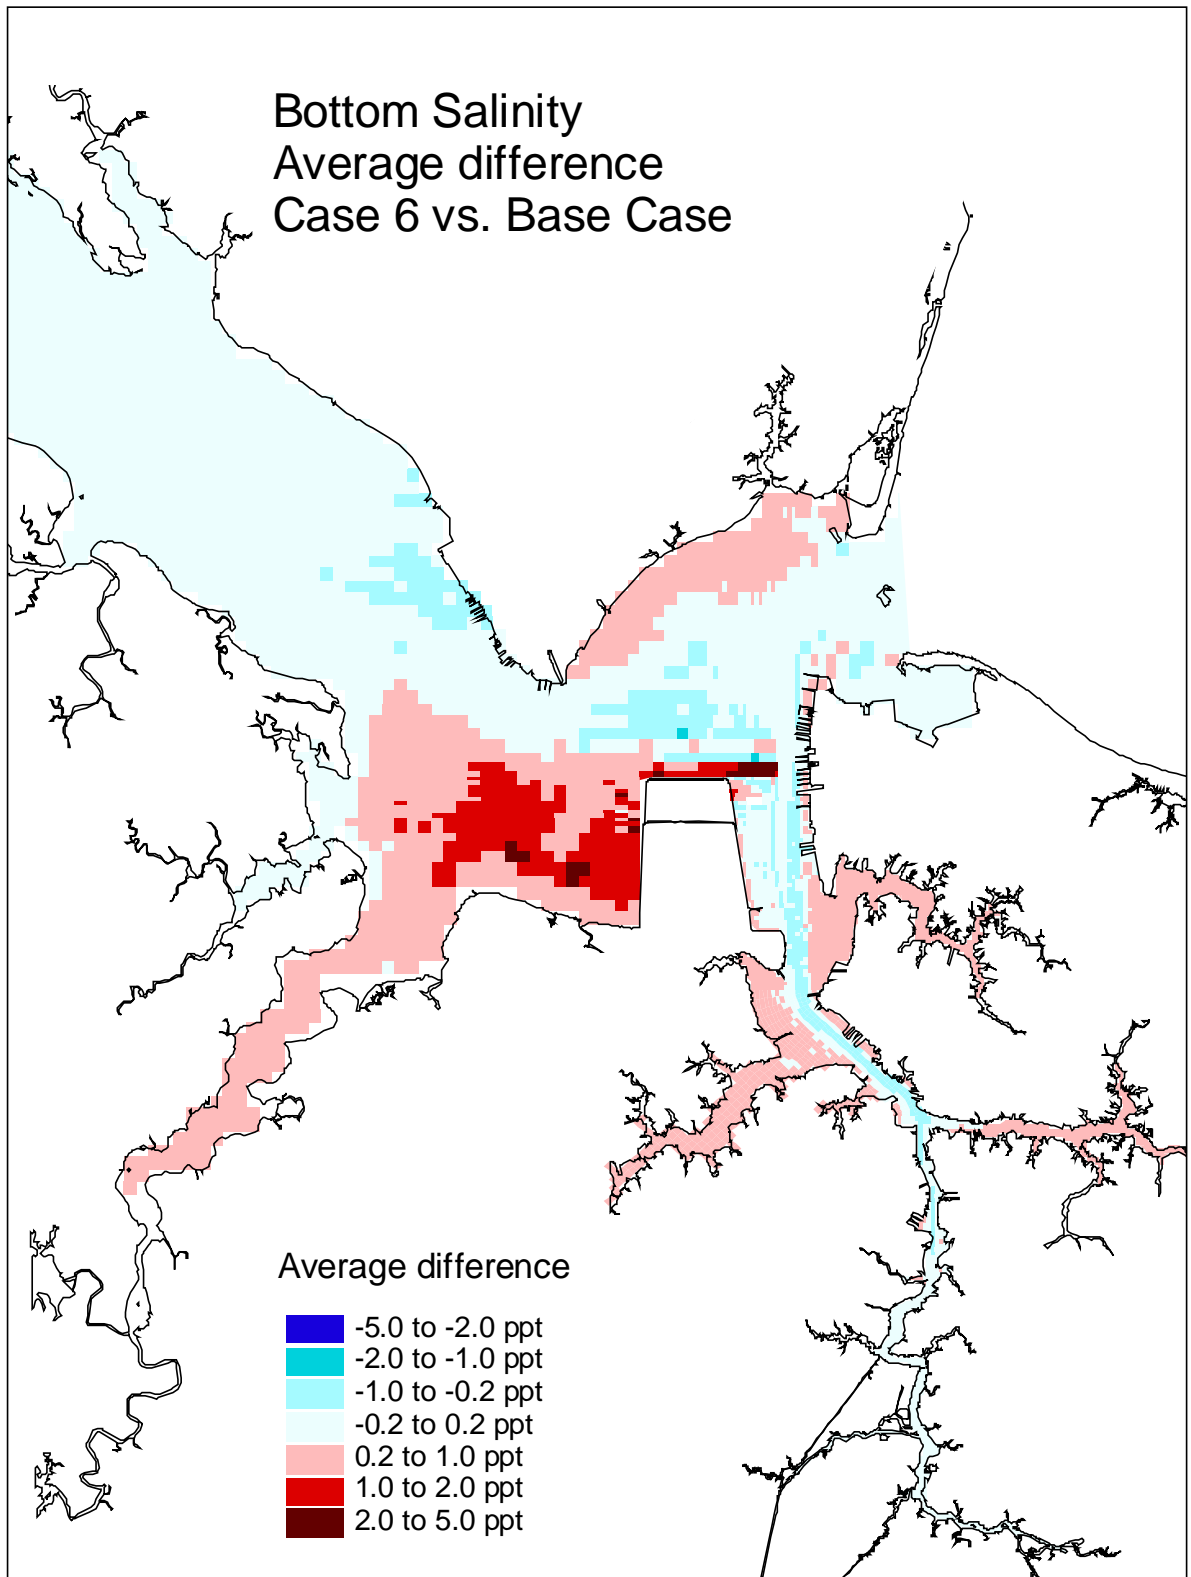 Bottom Salinity
Average difference
Case 6 vs. Base Case
Average difference
-5.0 to -2.0 ppt
-2.0 to -1.0 ppt
-1.0 to -0.2 ppt
-0.2 to 0.2 ppt
0.2 to 1.0 ppt
1.0 to 2.0 ppt
2.0 to 5.0 ppt